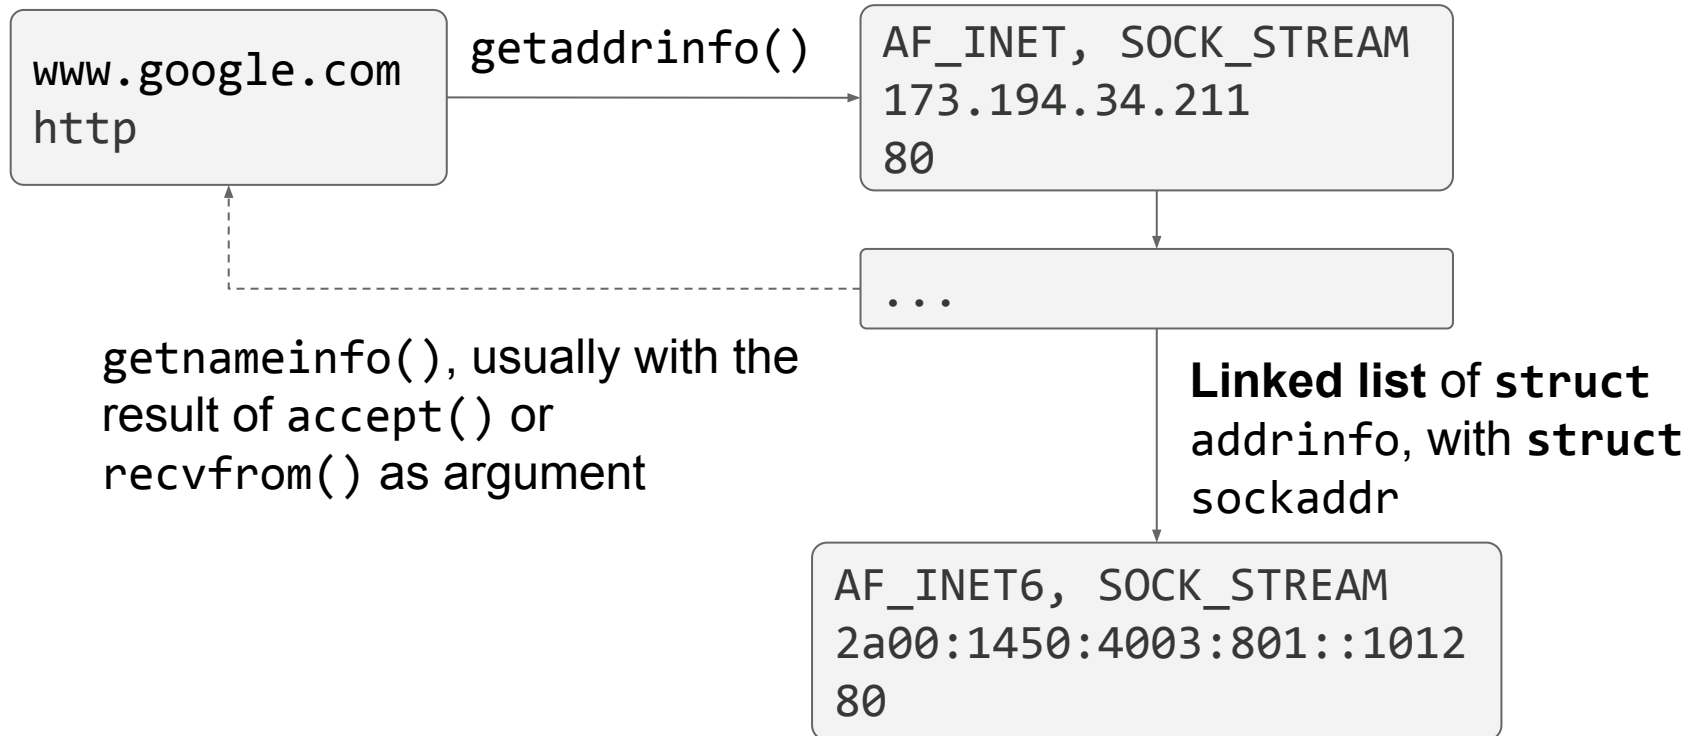 www.google.com
http
getaddrinfo()
AF_INET, SOCK_STREAM
173.194.34.211
80
...
getnameinfo(), usually with the
result of accept() or
recvfrom() as argument
Linked list of struct
addrinfo, with struct
sockaddr
AF_INET6, SOCK_STREAM
2a00:1450:4003:801::1012
80